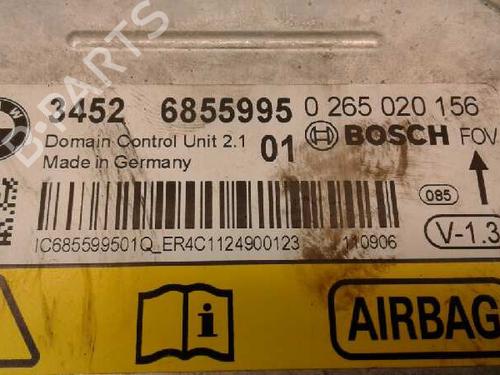 3452 6855995 0 265 020 156
Domain Control Unit 2.1 01 BOSCH FOV
Made in Germany
085
IC685599501Q_ER4C1124900123 110906
V-1.3
i
AIRBAG
B-PARTS